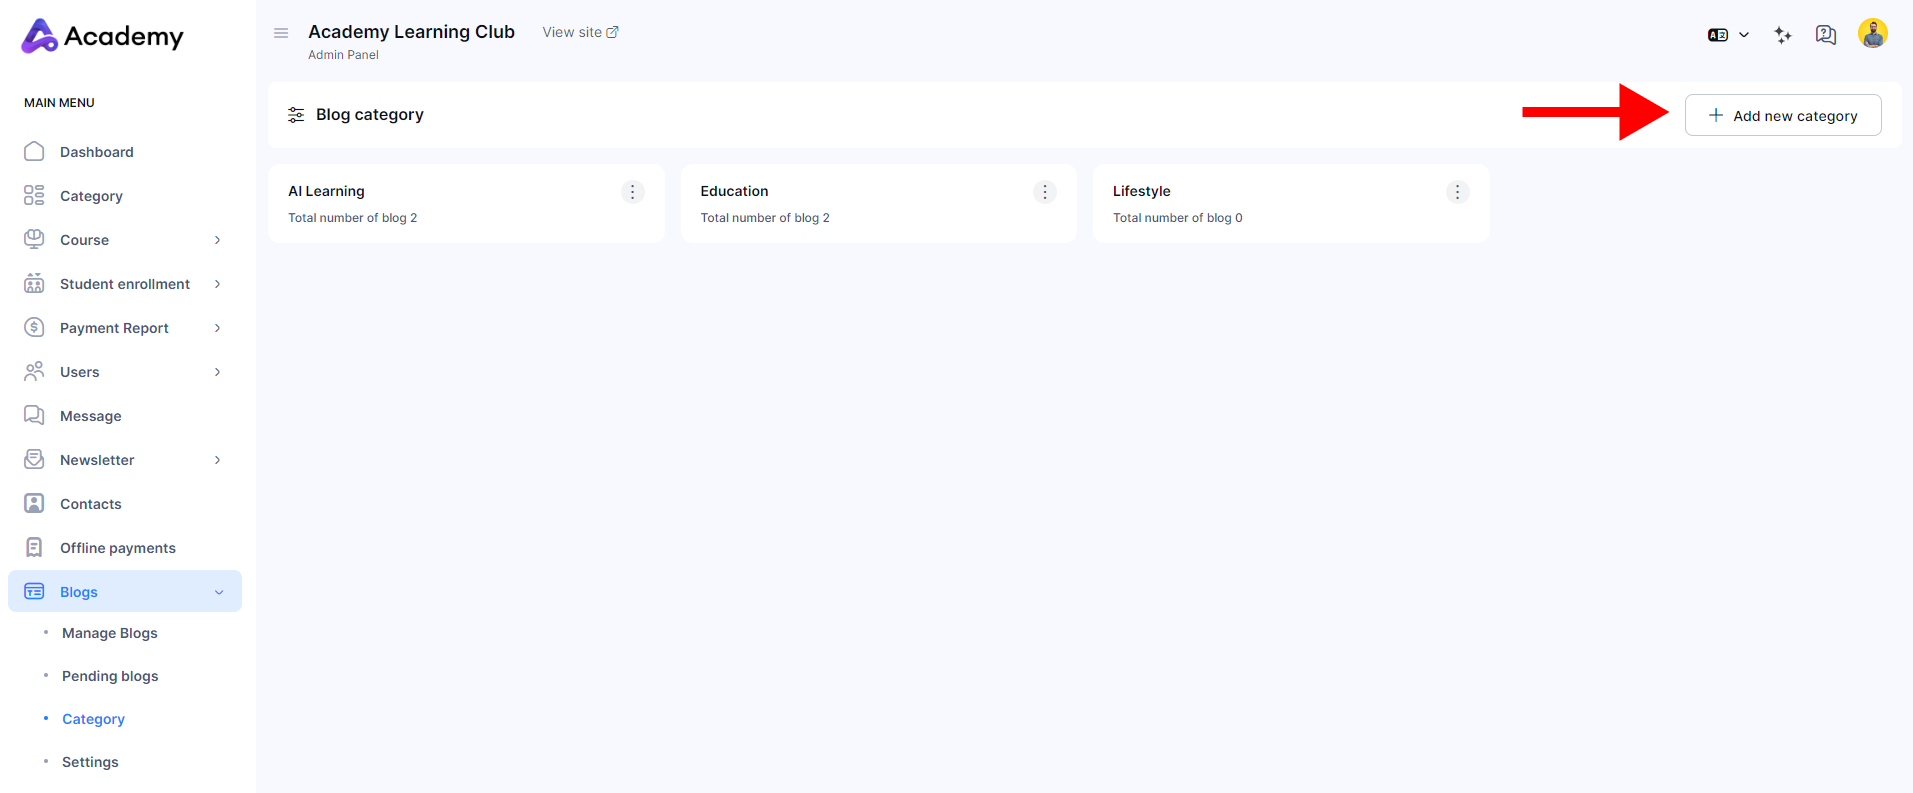 Academy
MAIN MENU
Dashboard
Category
Course
Student enrollment
Payment Report
Users
Message
Newsletter
Contacts
Offline payments
Blogs
Manage Blogs
Pending blogs
Category
Settings
Academy Learning Club
View site
Admin Panel
Blog category
Add new category
AI Learning
Total number of blog 2
Education
Total number of blog 2
Lifestyle
Total number of blog 0